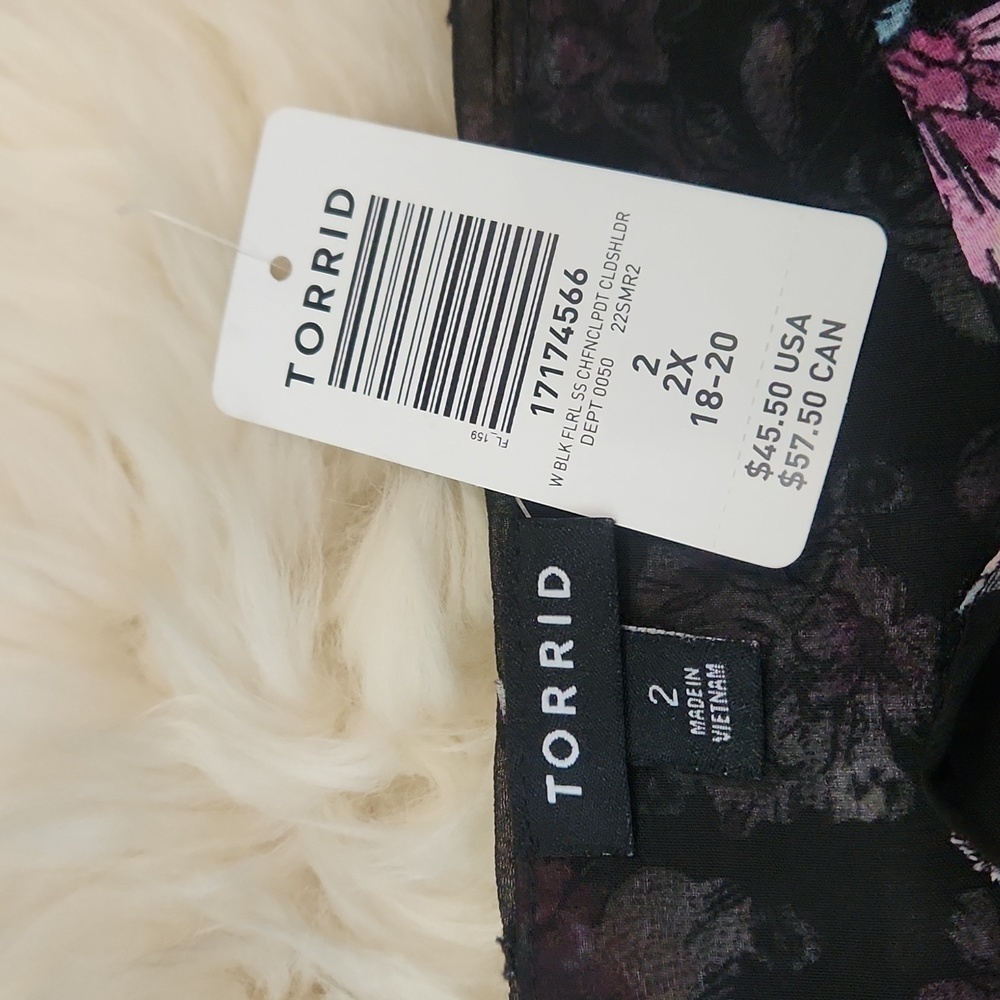 TORRID
FL_159
17174566
W BLK FLRL SS CHFNCLPDT CLDSHLDR
DEPT 0050 22SMR2
2
2X
18-20
$45.50 USA
$57.50 CAN
TORRID
2
MADE IN
VIETNAM